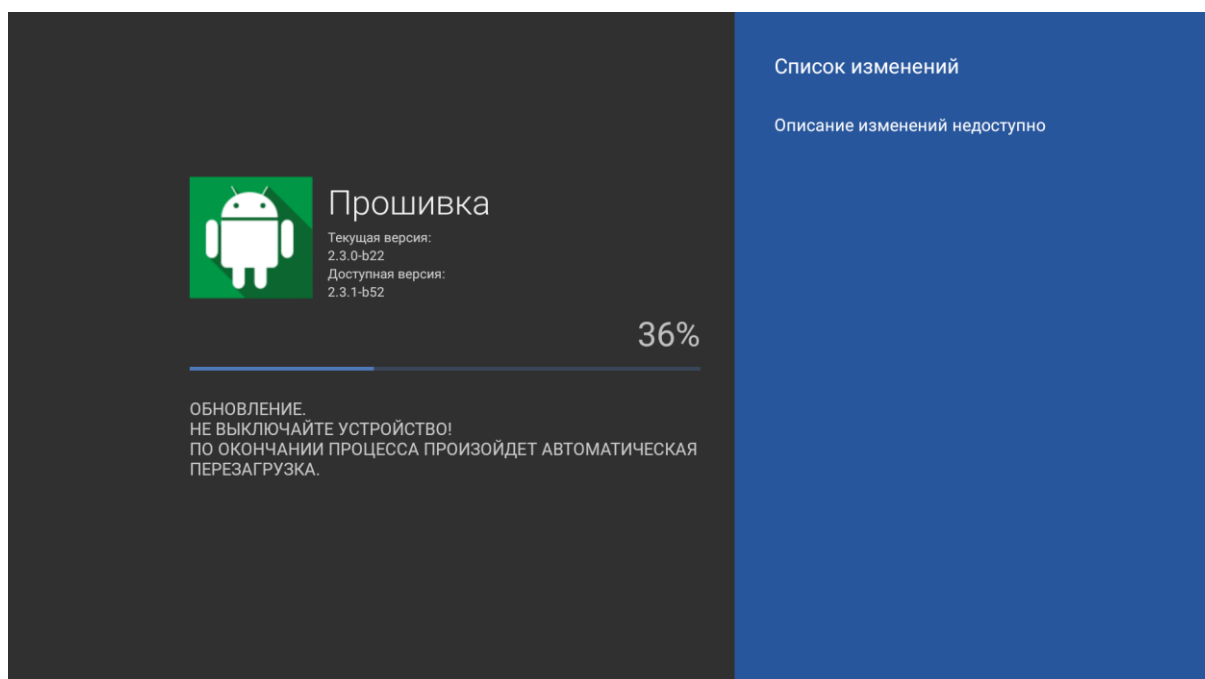 Прошивка
Текущая версия:
2.3.0-b22
Доступная версия:
2.3.1-b52
36%
ОБНОВЛЕНИЕ.
НЕ ВЫКЛЮЧАЙТЕ УСТРОЙСТВО!
ПО ОКОНЧАНИИ ПРОЦЕССА ПРОИЗОЙДЕТ АВТОМАТИЧЕСКАЯ
ПЕРЕЗАГРУЗКА.
Список изменений
Описание изменений недоступно